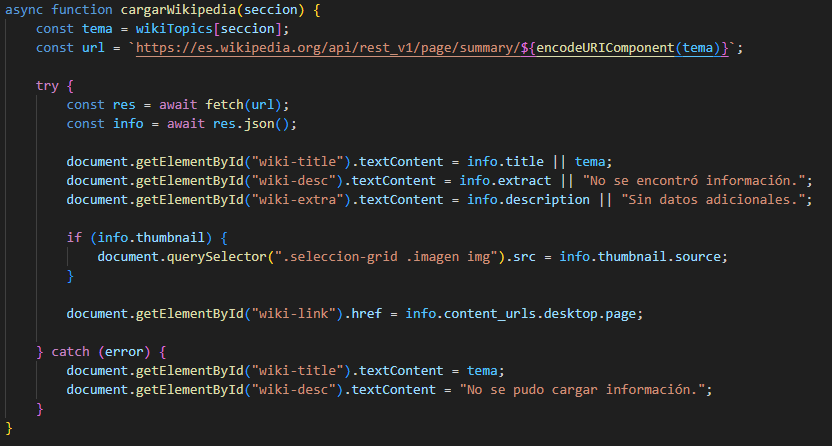 async function cargarWikipedia(seccion) {
const tema = wikiTopics[seccion];
const url = `https://es.wikipedia.org/api/rest_v1/page/summary/${encodeURIComponent(tema)}`;
try {
const res = await fetch(url);
const info = await res.json();
document.getElementById("wiki-title").textContent = info.title || tema;
document.getElementById("wiki-desc").textContent = info.extract || "No se encontró información.";
document.getElementById("wiki-extra").textContent = info.description || "Sin datos adicionales.";
if (info.thumbnail) {
document.querySelector(".seleccion-grid .imagen img").src = info.thumbnail.source;
}
document.getElementById("wiki-link").href = info.content_urls.desktop.page;
} catch (error) {
document.getElementById("wiki-title").textContent = tema;
document.getElementById("wiki-desc").textContent = "No se pudo cargar información.";
}
}